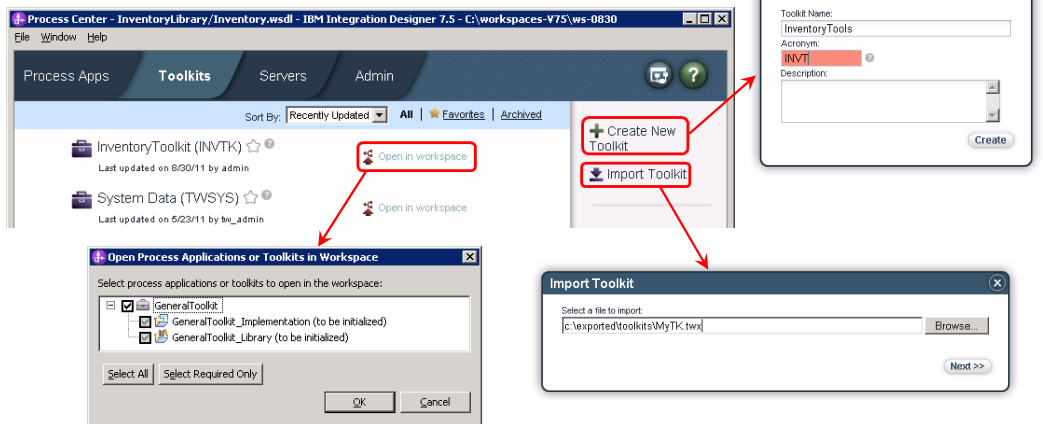 Process Center - InventoryLibrary/Inventory.wsdl - IBM Integration Designer 7.5 - C:\workspaces-V75\ws-0830
File Window Help
Process Apps Toolkits Servers Admin
?
Sort By: Recently Updated All | Favorites | Archived
InventoryToolkit (INVTK)
Last updated on 8/30/11 by admin
Open in workspace
System Data (TWSYS)
Last updated on 5/23/11 by tw_admin
Open in workspace
Create New
Toolkit
Import Toolkit
Toolkit Name:
InventoryTools
Acronym:
INVT
Description:
Create
Open Process Applications or Toolkits in Workspace
Select process applications or toolkits to open in the workspace:
GeneralToolkit
GeneralToolkit_Implementation (to be initialized)
GeneralToolkit_Library (to be initialized)
Select All Select Required Only
OK Cancel
Import Toolkit
Select a file to import:
c:\exported\toolkits\MyTK.twx
Browse...
Next >>